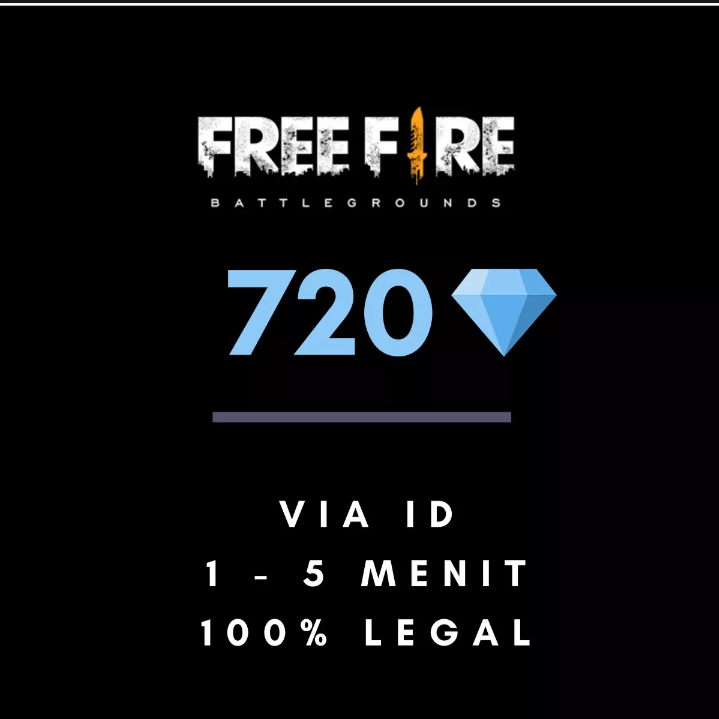 FREE FIRE
BATTLEGROUNDS
720
VIA ID
1 - 5 MENIT
100% LEGAL